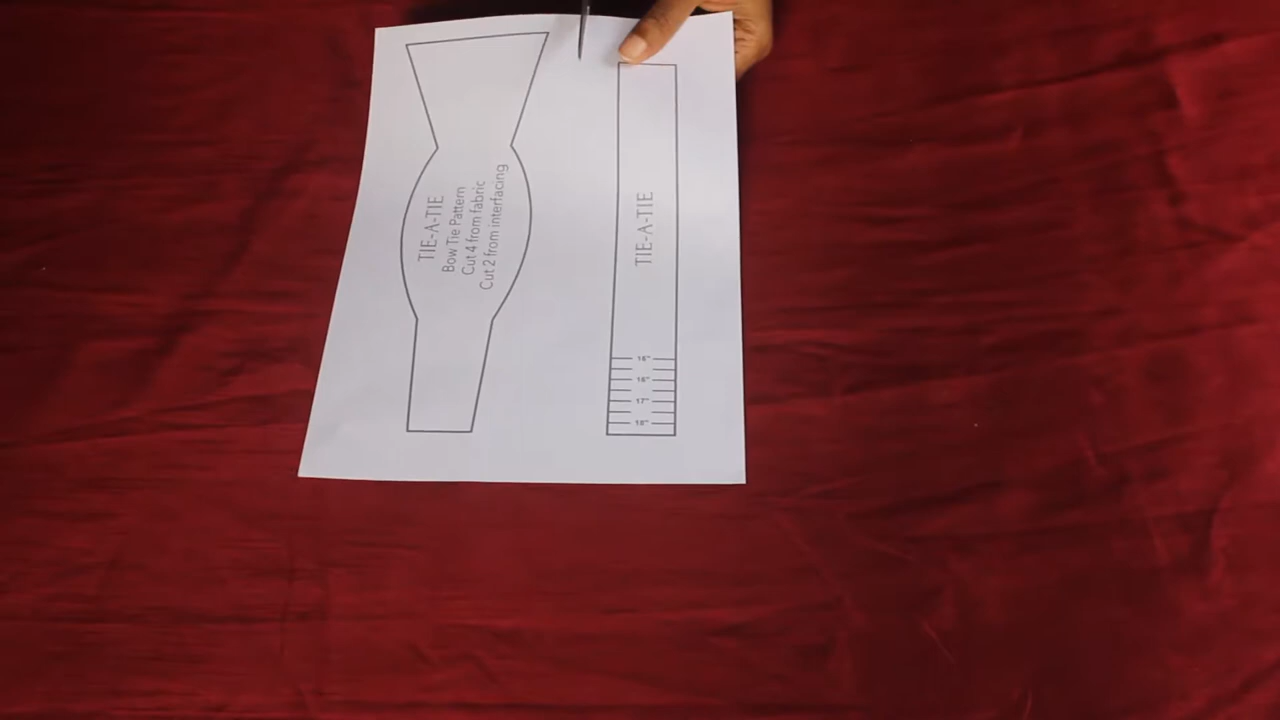 TIE-A-TIE
Bow Tie Pattern
Cut 4 from fabric
Cut 2 from interfacing
TIE-A-TIE
16"
17"
18"